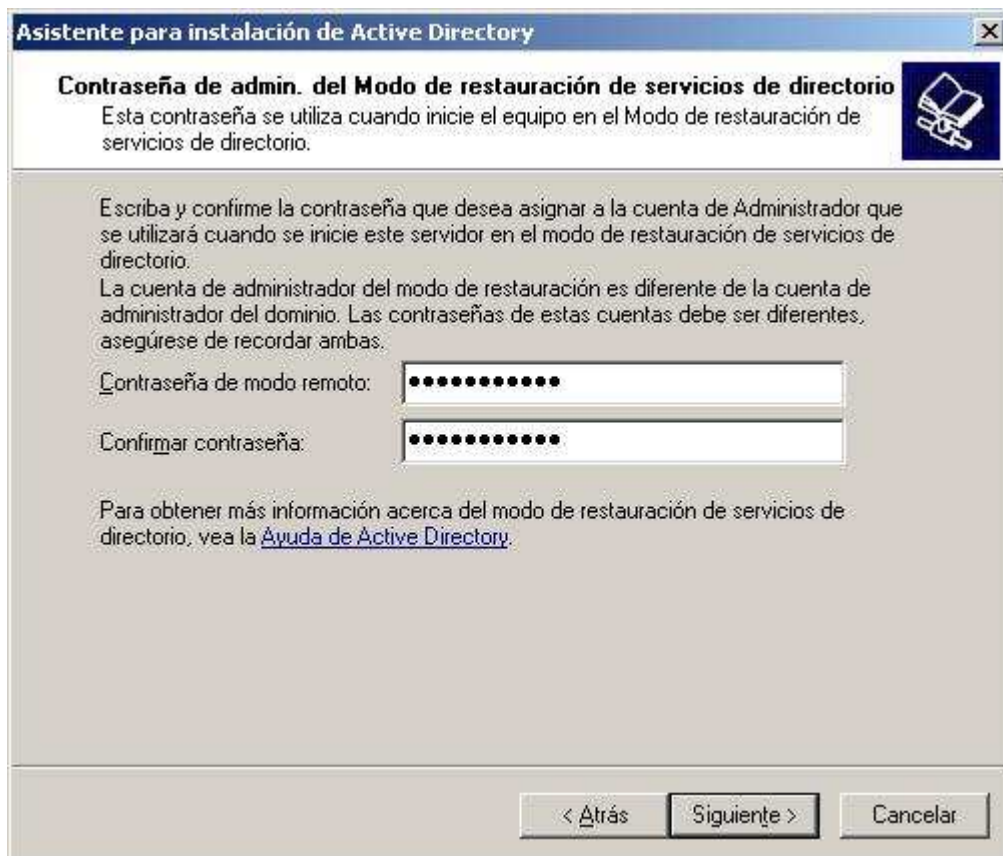 Asistente para instalación de Active Directory
Contraseña de admin. del Modo de restauración de servicios de directorio
Esta contraseña se utiliza cuando inicie el equipo en el Modo de restauración de
servicios de directorio.
Escriba y confirme la contraseña que desea asignar a la cuenta de Administrador que
se utilizará cuando se inicie este servidor en el modo de restauración de servicios de
directorio.
La cuenta de administrador del modo de restauración es diferente de la cuenta de
administrador del dominio. Las contraseñas de estas cuentas debe ser diferentes,
asegúrese de recordar ambas.
Contraseña de modo remoto: •••••••••••
Confirmar contraseña: •••••••••••
Para obtener más información acerca del modo de restauración de servicios de
directorio, vea la Ayuda de Active Directory.
< Atrás Siguiente > Cancelar